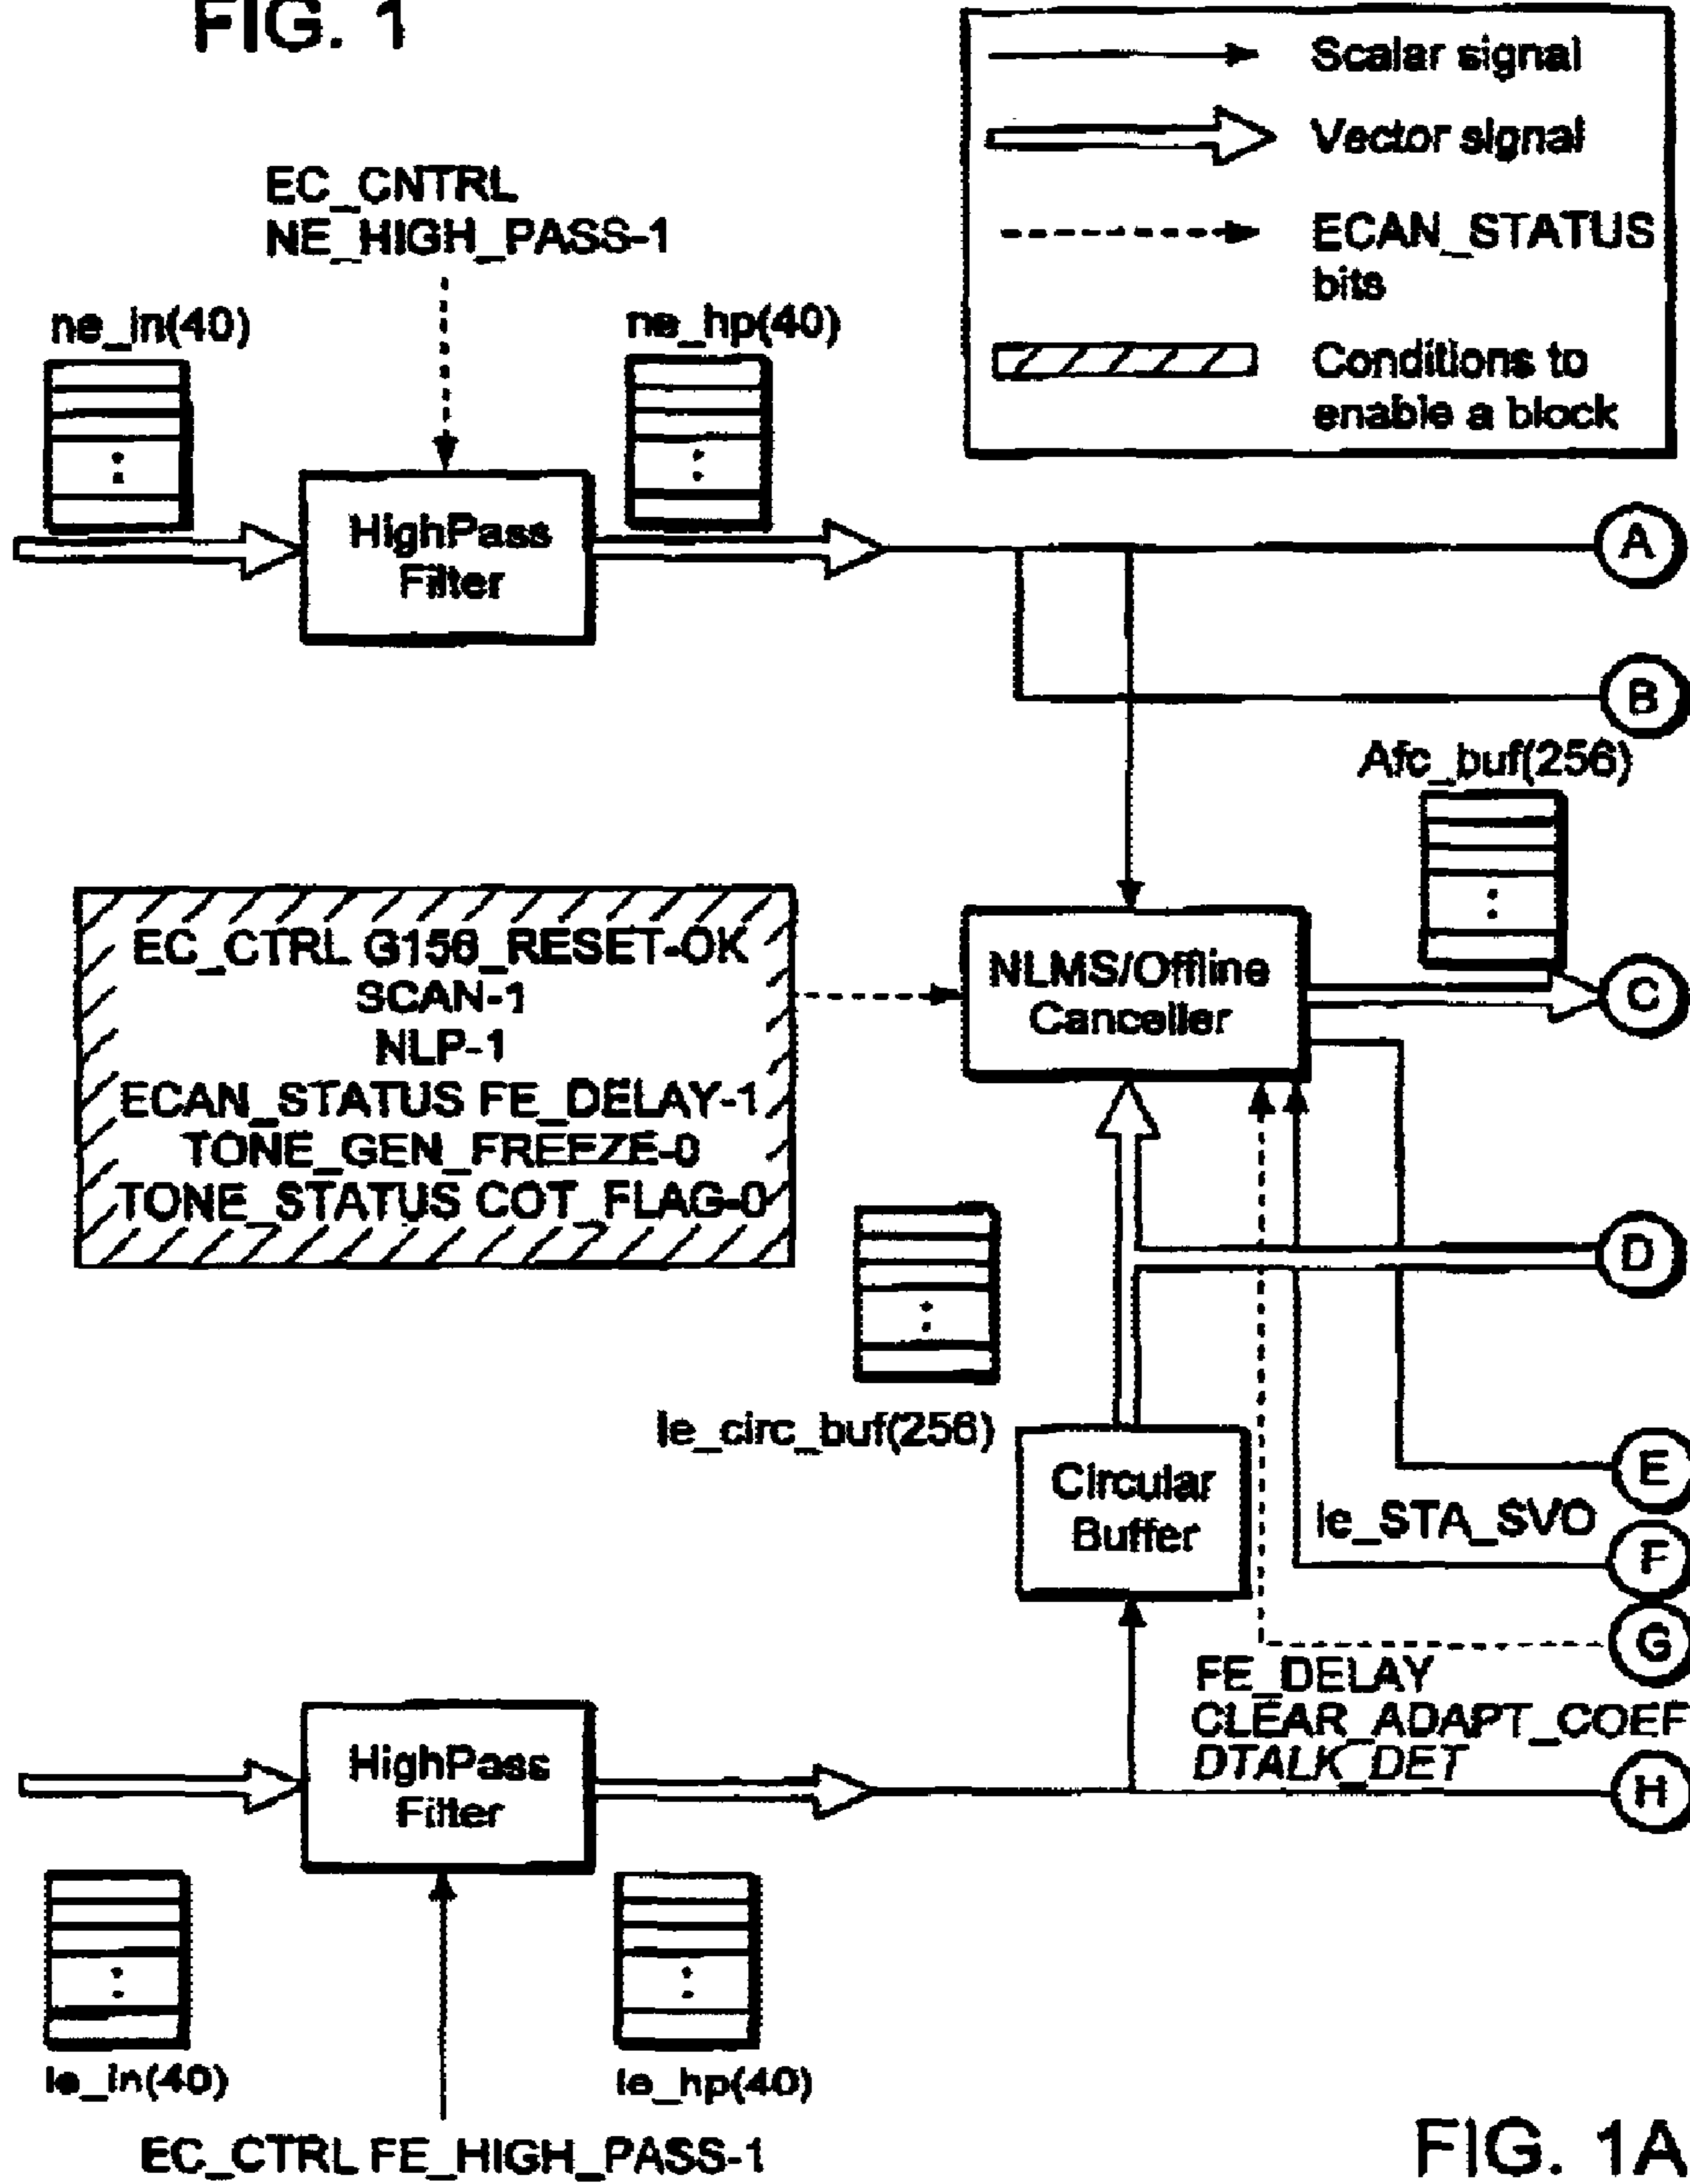 FIG. 1
Scalar signal
Vector signal
ECAN_STATUS
bits
Conditions to
enable a block
EC_CNTRL
NE_HIGH_PASS-1
ne_in(40)
ne_hp(40)
HighPass
Filter
A
B
Afc_buf(256)
EC_CTRL G156_RESET-OK
SCAN-1
NLP-1
ECAN_STATUS FE_DELAY-1
TONE_GEN_FREEZE-0
TONE_STATUS COT_FLAG-0
NLMS/Offline
Canceller
C
D
le_circ_buf(256)
Circular
Buffer
E
le_STA_SVO
F
G
FE_DELAY
CLEAR_ADAPT_COEF
DTALK_DET
HighPass
Filter
H
le_in(40)
le_hp(40)
EC_CTRL FE_HIGH_PASS-1
FIG. 1A